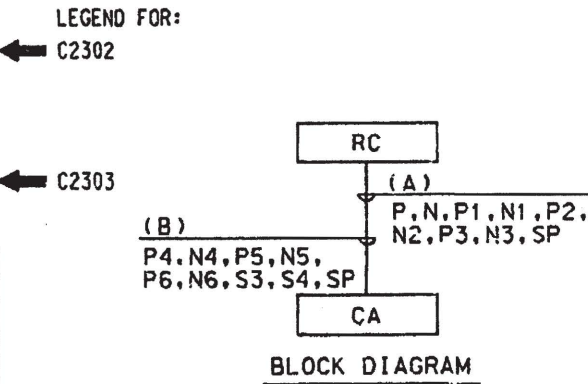 LEGEND FOR:
C2302
RC
C2303
(A)
P,N,P1,N1,P2,
N2,P3,N3,SP
(B)
P4.N4,P5,N5,
P6,N6,S3,S4,SP
CA
BLOCK DIAGRAM